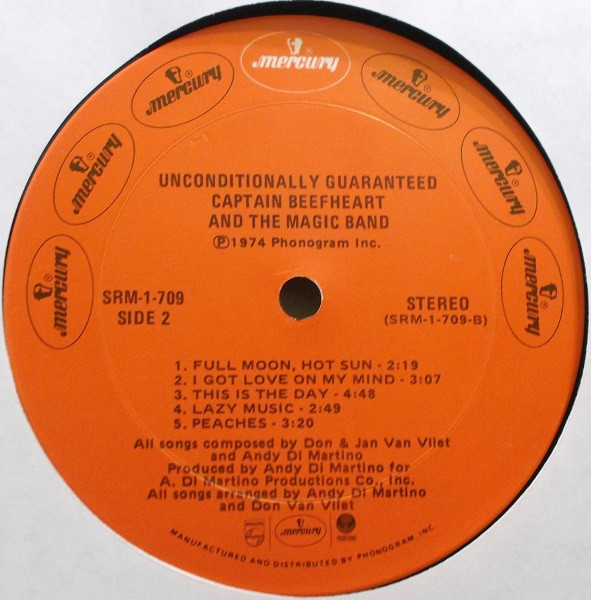 mercury
mercury
mercury
mercury
mercury
mercury
mercury
UNCONDITIONALLY GUARANTEED
CAPTAIN BEEFHEART
AND THE MAGIC BAND
Ⓟ1974 Phonogram Inc.
SRM-1-709
SIDE 2
STEREO
(SRM-1-709-B)
1. FULL MOON, HOT SUN - 2:19
2. I GOT LOVE ON MY MIND - 3:07
3. THIS IS THE DAY - 4:48
4. LAZY MUSIC - 2:49
5. PEACHES - 3:20
All songs composed by Don & Jan Van Vliet
and Andy Di Martino
Produced by Andy Di Martino for
A. Di Martino Productions Co., Inc.
All songs arranged by Andy Di Martino
and Don Van Vliet
mercury
MANUFACTURED AND DISTRIBUTED BY PHONOGRAM, INC.